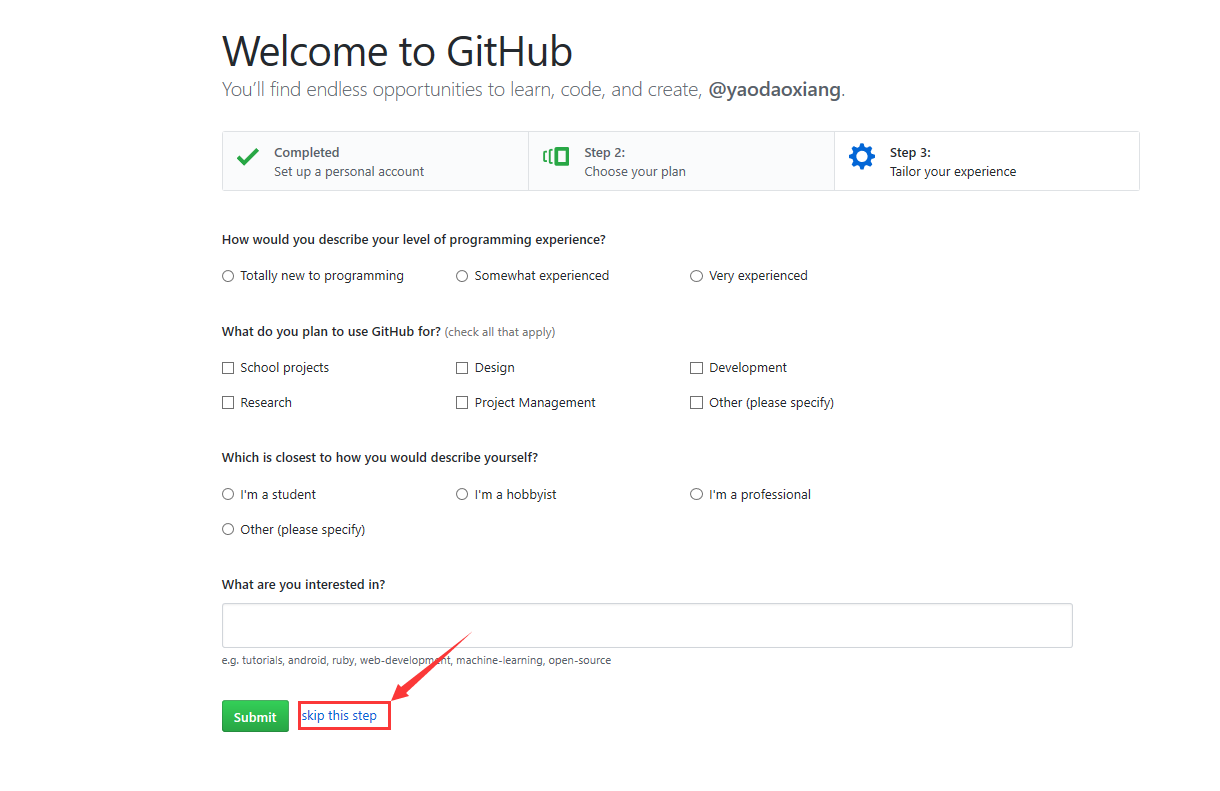 Welcome to GitHub
You’ll find endless opportunities to learn, code, and create, @yaodaoxiang.
Completed
Set up a personal account
Step 2:
Choose your plan
Step 3:
Tailor your experience
How would you describe your level of programming experience?
Totally new to programming Somewhat experienced Very experienced
What do you plan to use GitHub for? (check all that apply)
School projects Design Development
Research Project Management Other (please specify)
Which is closest to how you would describe yourself?
I'm a student I'm a hobbyist I'm a professional
Other (please specify)
What are you interested in?
e.g. tutorials, android, ruby, web-development, machine-learning, open-source
Submit skip this step